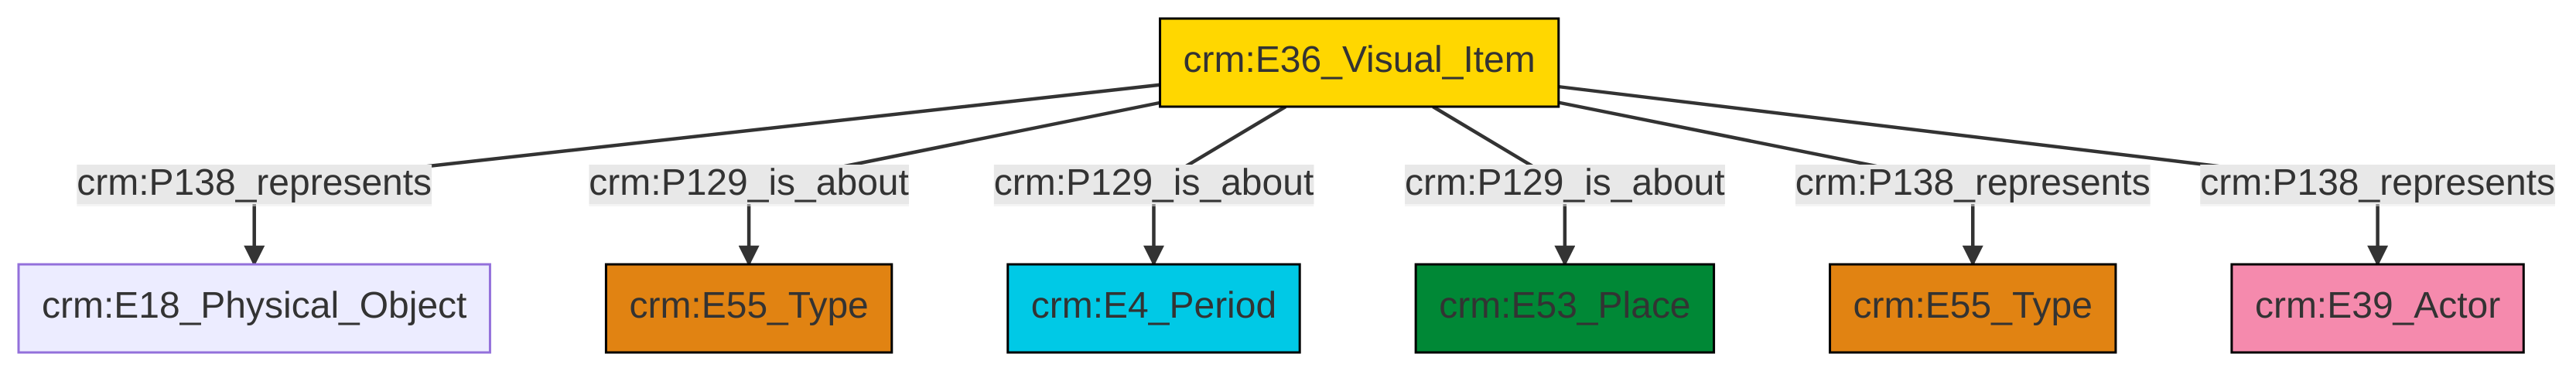 crm:E36_Visual_Item
crm:P138_represents
crm:P129_is_about
crm:P129_is_about
crm:P129_is_about
crm:P138_represents
crm:P138_represents
crm:E18_Physical_Object
crm:E55_Type
crm:E4_Period
crm:E53_Place
crm:E55_Type
crm:E39_Actor